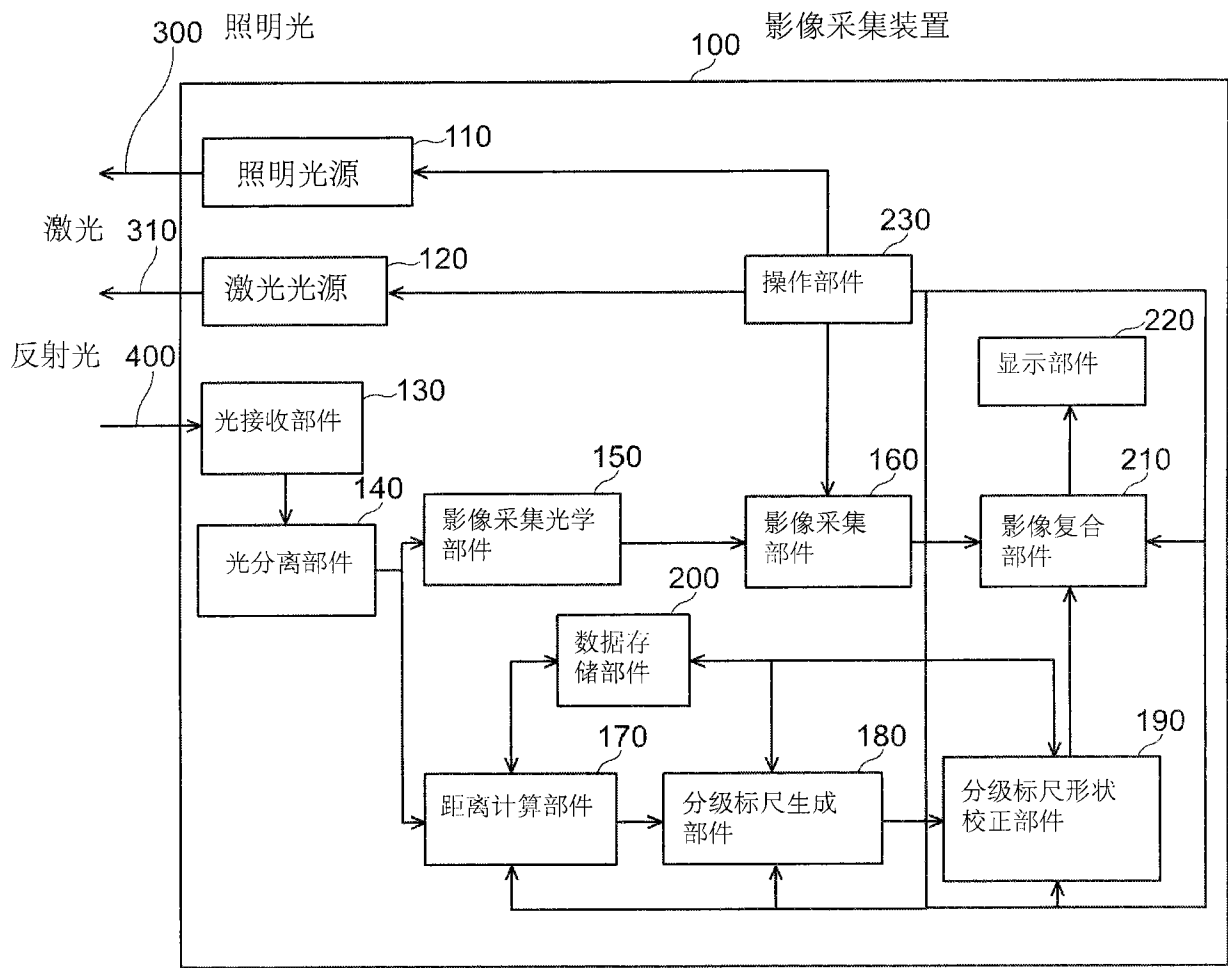 照明光
300
影像采集装置
100
110
照明光源
激光 310
120
激光光源
230
操作部件
反射光 400
130
光接收部件
220
显示部件
140
光分离部件
150
影像采集光学
部件
160
影像采集
部件
210
影像复合
部件
200
数据存
储部件
170
距离计算部件
180
分级标尺生成
部件
190
分级标尺形状
校正部件